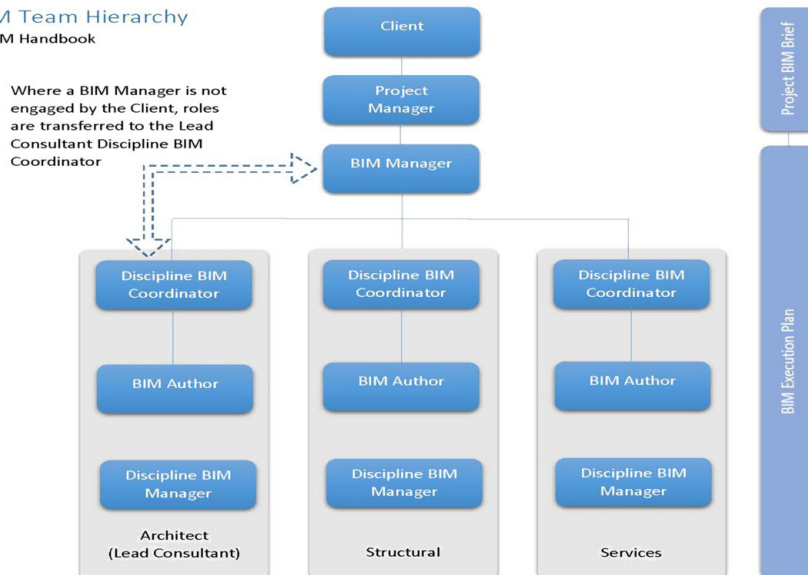 M Team Hierarchy
M Handbook
Where a BIM Manager is not
engaged by the Client, roles
are transferred to the Lead
Consultant Discipline BIM
Coordinator
Client
Project
Manager
BIM Manager
Discipline BIM
Coordinator
BIM Author
Discipline BIM
Manager
Architect
(Lead Consultant)
Discipline BIM
Coordinator
BIM Author
Discipline BIM
Manager
Structural
Discipline BIM
Coordinator
BIM Author
Discipline BIM
Manager
Services
Project BIM Brief
BIM Execution Plan